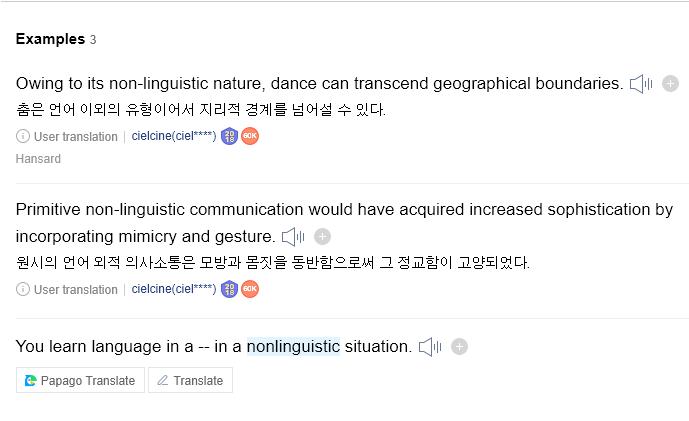 Examples 3
Owing to its non-linguistic nature, dance can transcend geographical boundaries.
춤은 언어 이외의 유형이어서 지리적 경계를 넘어설 수 있다.
User translation | cielcine(ciel****) 2018 60K
Hansard
Primitive non-linguistic communication would have acquired increased sophistication by
incorporating mimicry and gesture.
원시의 언어 외적 의사소통은 모방과 몸짓을 동반함으로써 그 정교함이 고양되었다.
User translation | cielcine(ciel****) 2018 60K
You learn language in a -- in a nonlinguistic situation.
Papago Translate Translate